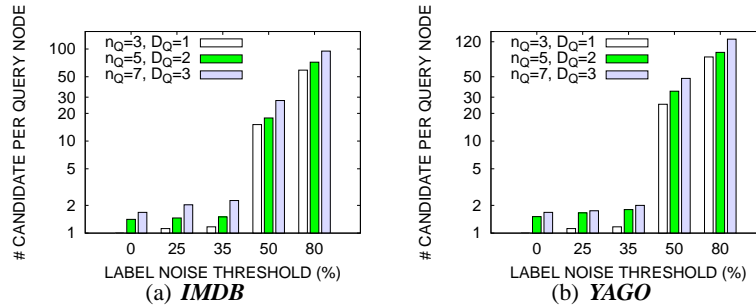 # CANDIDATE PER QUERY NODE
100
50
30
20
10
5
2
1
n_Q=3, D_Q=1
n_Q=5, D_Q=2
n_Q=7, D_Q=3
0 25 35 50 80
LABEL NOISE THRESHOLD (%)
(a) IMDB
# CANDIDATE PER QUERY NODE
120
50
30
20
10
5
2
1
n_Q=3, D_Q=1
n_Q=5, D_Q=2
n_Q=7, D_Q=3
0 25 35 50 80
LABEL NOISE THRESHOLD (%)
(b) YAGO